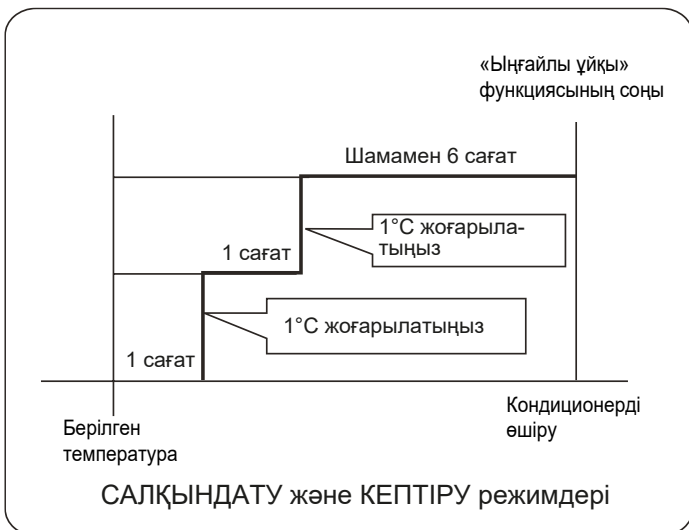 «Ыңғайлы ұйқы»
функциясының соңы
Шамамен 6 сағат
1°C жоғарыла-
тыңыз
1 сағат
1°C жоғарылатыңыз
1 сағат
Берілген
температура
Кондиционерді
өшіру
САЛҚЫНДАТУ және КЕПТІРУ режимдері